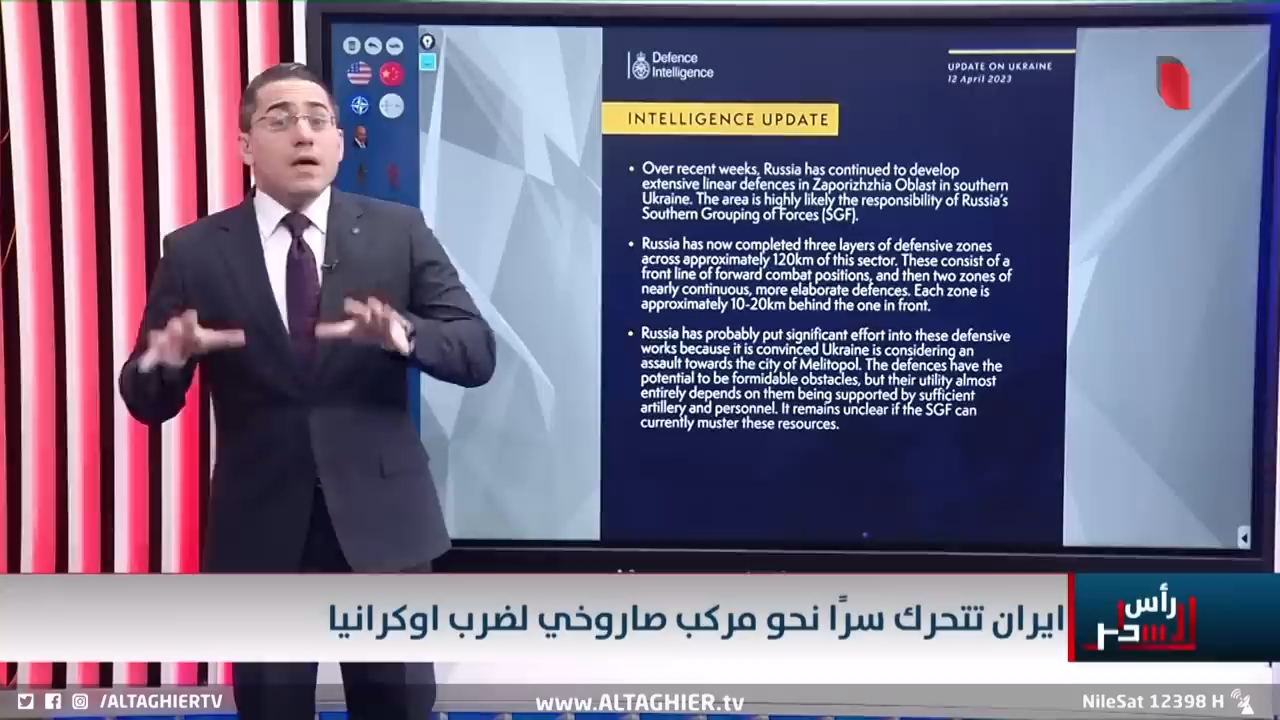 Defence
Intelligence
UPDATE ON UKRAINE
12 April 2023
INTELLIGENCE UPDATE
• Over recent weeks, Russia has continued to develop
extensive linear defences in Zaporizhzhia Oblast in southern
Ukraine. The area is highly likely the responsibility of Russia's
Southern Grouping of Forces (SGF).
• Russia has now completed three layers of defensive zones
across approximately 120km of this sector. These consist of a
front line of forward combat positions, and then two zones of
nearly continuous, more elaborate defences. Each zone is
approximately 10-20km behind the one in front.
• Russia has probably put significant effort into these defensive
works because it is convinced Ukraine is considering an
assault towards the city of Melitopol. The defences have the
potential to be formidable obstacles, but their utility almost
entirely depends on them being supported by sufficient
artillery and personnel. It remains unclear if the SGF can
currently muster these resources.
رأس
السطر
ايران تتحرك سرًا نحو مركب صاروخي لضرب اوكرانيا
/ALTAGHIERTV
www.ALTAGHIER.tv
NileSat 12398 H